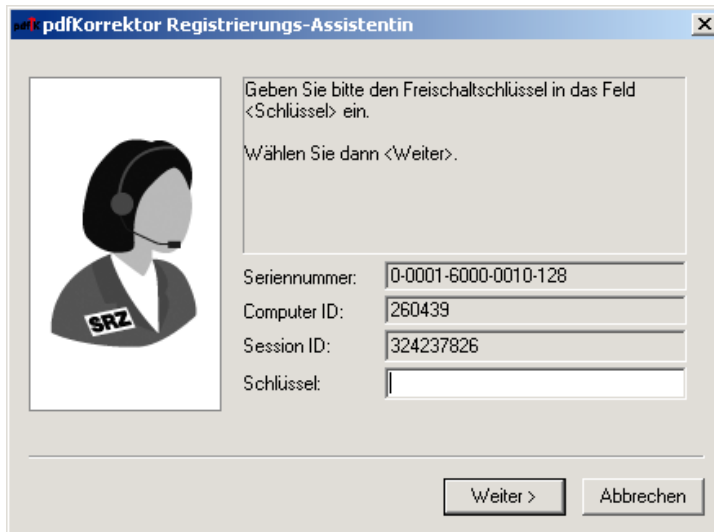 pdfKorrektor Registrierungs-Assistentin
Geben Sie bitte den Freischaltschlüssel in das Feld
<Schlüssel> ein.
Wählen Sie dann <Weiter>.
SRZ
Seriennummer: 0-0001-6000-0010-128
Computer ID: 260439
Session ID: 324237826
Schlüssel:
Weiter > Abbrechen